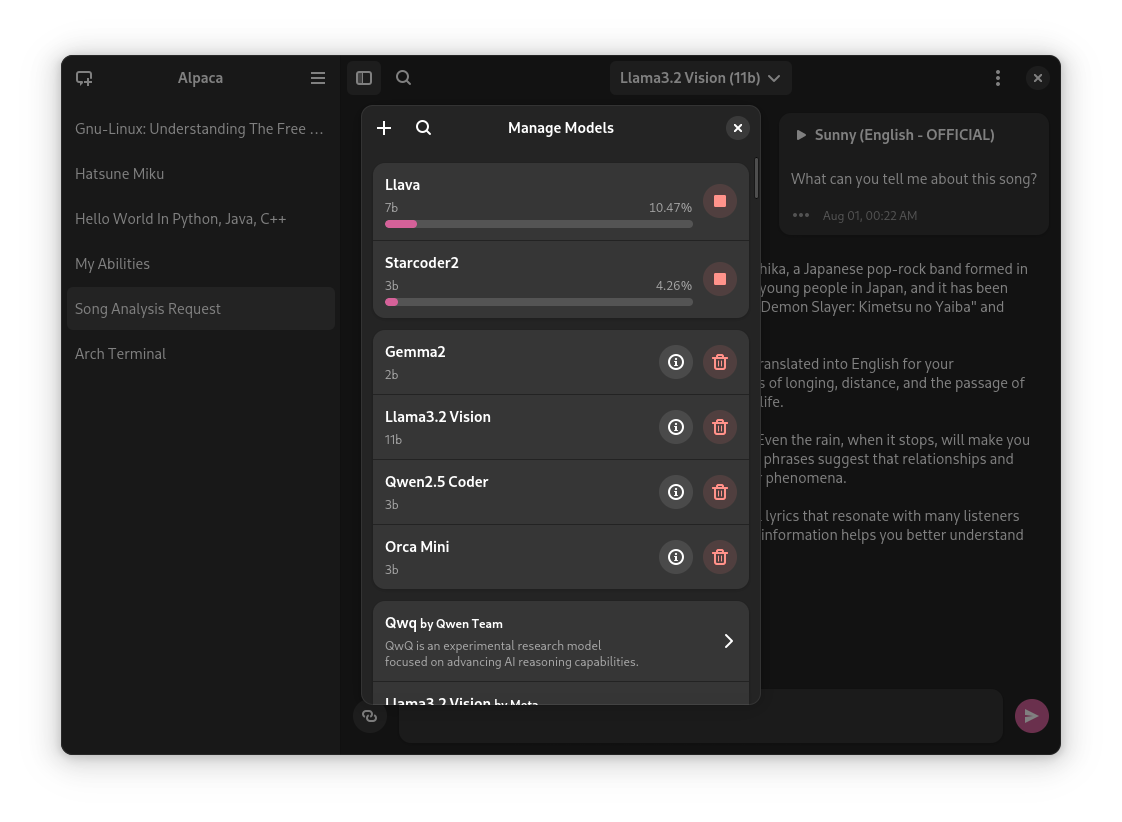 Alpaca
Llama3.2 Vision (11b)
Gnu-Linux: Understanding The Free …
Hatsune Miku
Hello World In Python, Java, C++
My Abilities
Song Analysis Request
Arch Terminal
Manage Models
Llava
7b 10.47%
Starcoder2
3b 4.26%
Gemma2
2b
Llama3.2 Vision
11b
Qwen2.5 Coder
3b
Orca Mini
3b
Qwq by Qwen Team
QwQ is an experimental research model
focused on advancing AI reasoning capabilities.
Llama3.2 Vision by Meta
Sunny (English - OFFICIAL)
What can you tell me about this song?
Aug 01, 00:22 AM
a Japanese pop-rock band formed in
young people in Japan, and it has been
Demon Slayer: Kimetsu no Yaiba" and
translated into English for your
of longing, distance, and the passage of
life.
Even the rain, when it stops, will make you
phrases suggest that relationships and
phenomena.
lyrics that resonate with many listeners
information helps you better understand